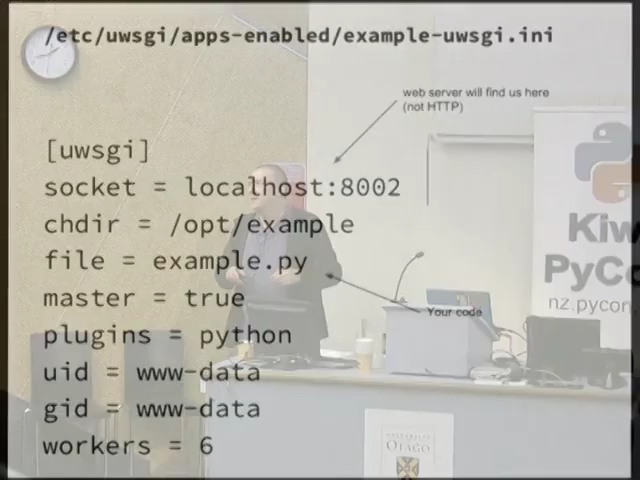 /etc/uwsgi/apps-enabled/example-uwsgi.ini
web server will find us here
(not HTTP)
[uwsgi]
socket = localhost:8002
chdir = /opt/example
file = example.py
master = true
plugins = python
uid = www-data
gid = www-data
workers = 6
Your code
Kiw
PyCo
nz.pycon
UNIVERSITY
OTAGO